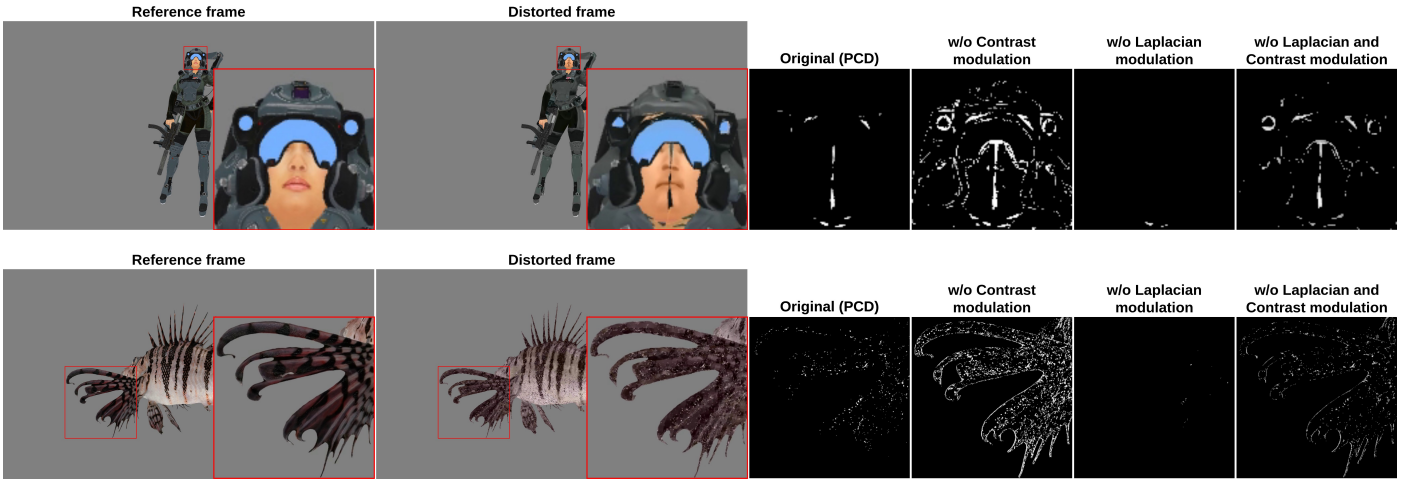 Reference frame
Distorted frame
Original (PCD)
w/o Contrast
modulation
w/o Laplacian
modulation
w/o Laplacian and
Contrast modulation
Reference frame
Distorted frame
Original (PCD)
w/o Contrast
modulation
w/o Laplacian
modulation
w/o Laplacian and
Contrast modulation